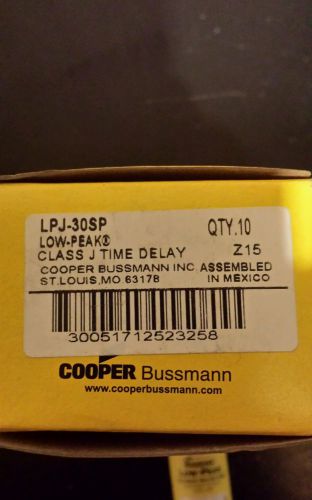 LPJ-30SP QTY.10
LOW-PEAK®
CLASS J TIME DELAY Z15
COOPER BUSSMANN INC ASSEMBLED
ST.LOUIS,MO 63178 IN MEXICO
30051712523258
COOPER Bussmann
www.cooperbussmann.com
Cooper